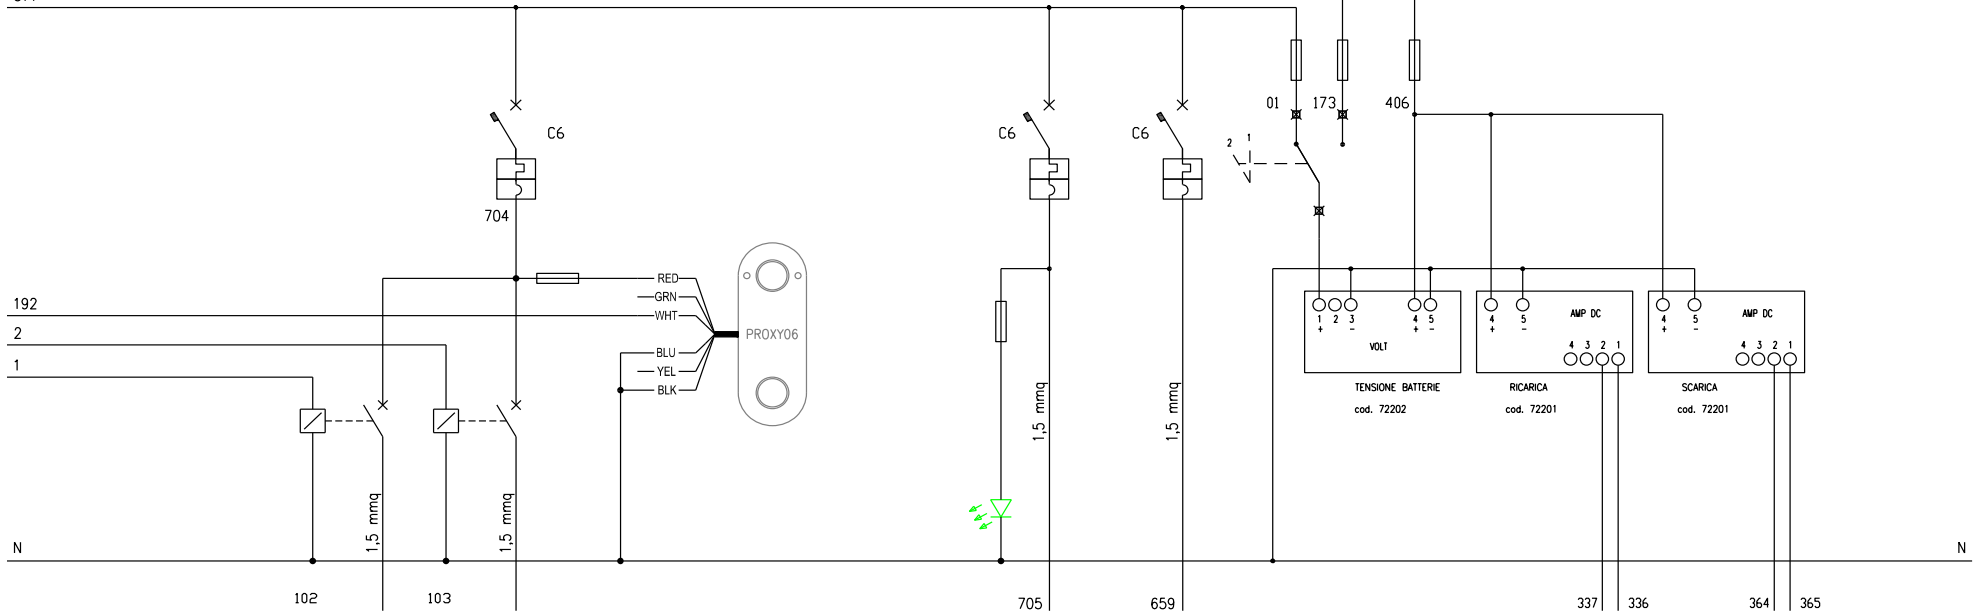 01
173
406
C6
C6
C6
2
1
704
RED
192
GRN
WHT
2
PROXY06
BLU
1
YEL
BLK
1 2 3 4 5
+ - + -
VOLT
4 5
+ -
AMP DC
4 3 2 1
4 5
+ -
AMP DC
4 3 2 1
TENSIONE BATTERIE
cod. 72202
RICARICA
cod. 72201
SCARICA
cod. 72201
1,5 mmq
1,5 mmq
1,5 mmq
1,5 mmq
N
N
102
103
705
659
337
336
364
365